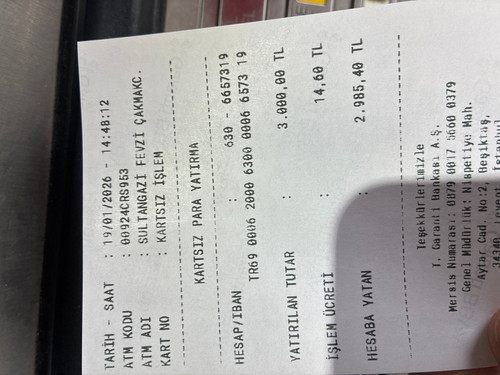 TARİH - SAAT : 19/01/2026 - 14:48:12
ATM KODU : 00924CRS953
ATM ADI : SULTANGAZİ FEVZİ ÇAKMAKC.
KART NO : KARTSIZ İŞLEM
KARTSIZ PARA YATIRMA
HESAP/IBAN : 630 - 6657319
TR69 0006 2000 6300 0006 6573 19
YATIRILAN TUTAR : 3.000,00 TL
İŞLEM ÜCRETİ : 14,60 TL
HESABA YATAN : 2.985,40 TL
Teşekkürlerimizle
T. Garanti Bankası A.Ş.
Mersis Numarası: 0879 0017 5660 0379
Genel Müdürlük: Nispetiye Mah.
Aytar Cad. No:2, Beşiktaş,
34340